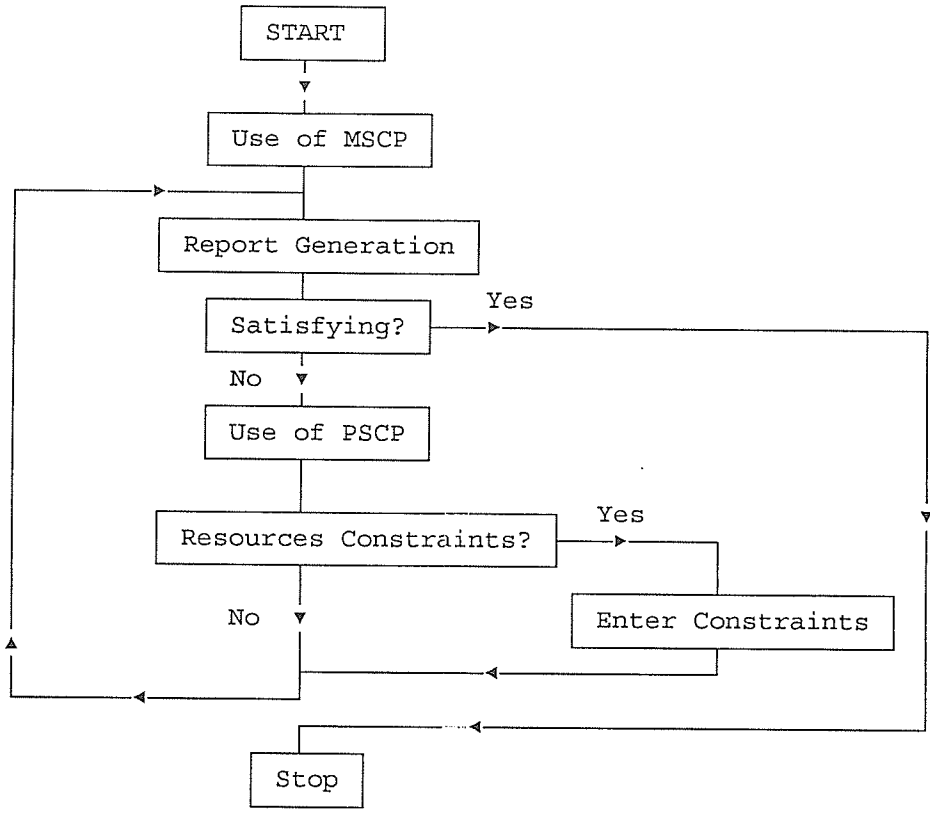 START
Use of MSCP
Report Generation
Satisfying?
Yes
No
Use of PSCP
Resources Constraints?
Yes
No
Enter Constraints
Stop